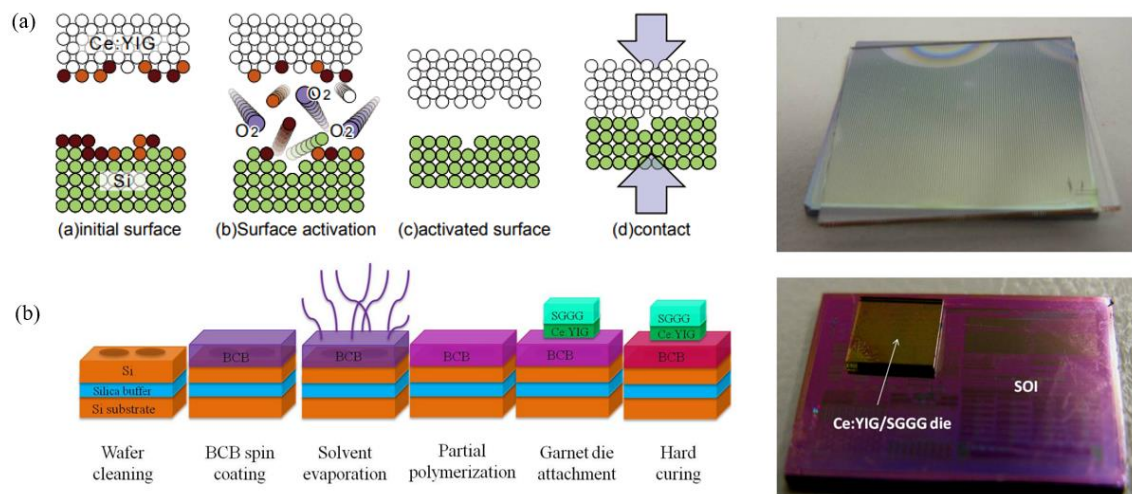 (a)
Ce:YIG
Si
(a)initial surface
O2
O2
O2
(b)Surface activation
(c)activated surface
(d)contact
(b)
Si
Silica buffer
Si substrate
Wafer
cleaning
BCB
BCB spin
coating
BCB
Solvent
evaporation
BCB
Partial
polymerization
SGGG
Ce:YIG
BCB
Garnet die
attachment
SGGG
Ce:YIG
BCB
Hard
curing
SOI
Ce:YIG/SGGG die